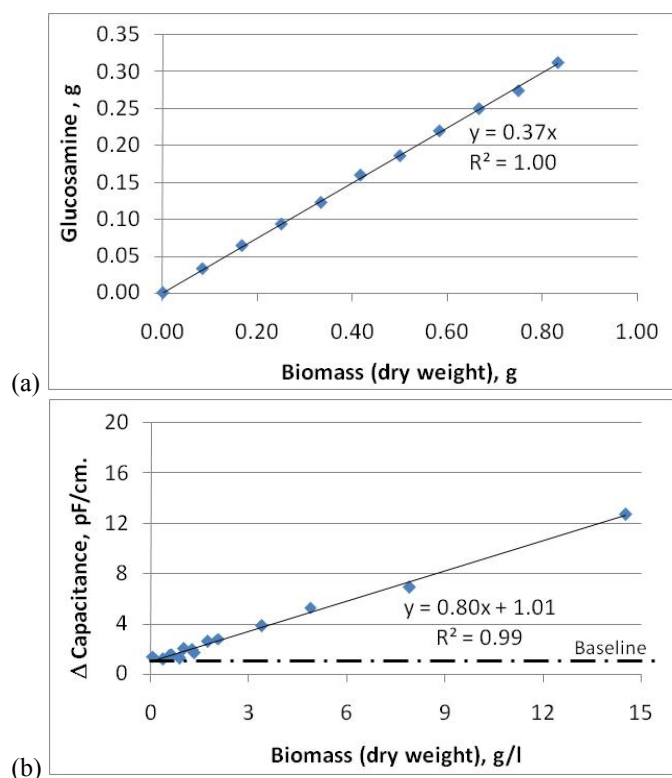 0.35
0.30
0.25
0.20
0.15
0.10
0.05
0.00
Glucosamine , g
y = 0.37x
R² = 1.00
0.00 0.20 0.40 0.60 0.80 1.00
Biomass (dry weight), g
(a)
20
16
12
8
4
0
Δ Capacitance, pF/cm.
y = 0.80x + 1.01
R² = 0.99
Baseline
0 3 6 9 12 15
Biomass (dry weight), g/l
(b)